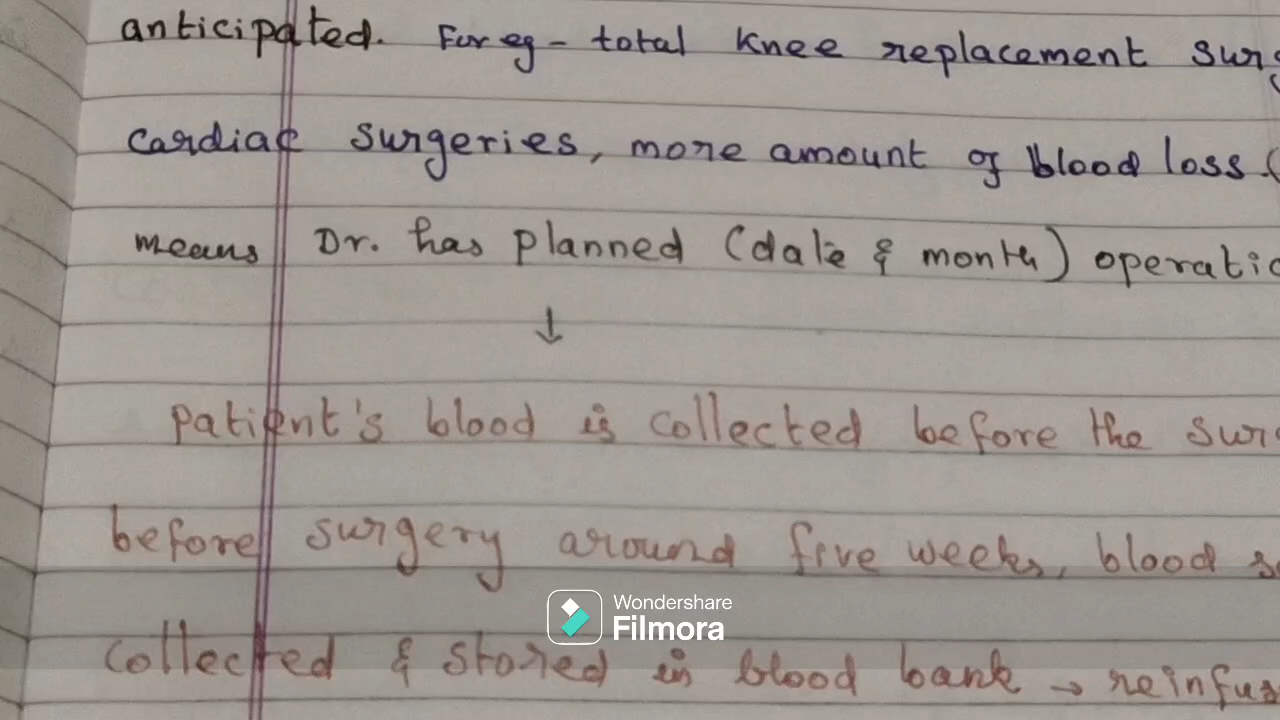 anticipated. For eg - total knee replacement surg
cardiac surgeries, more amount of blood loss (
means Dr. has planned (date & month) operatio
↓
patient's blood is collected before the surg
before surgery around five weeks, blood s
collected & stored in blood bank → reinfus
Wondershare
Filmora